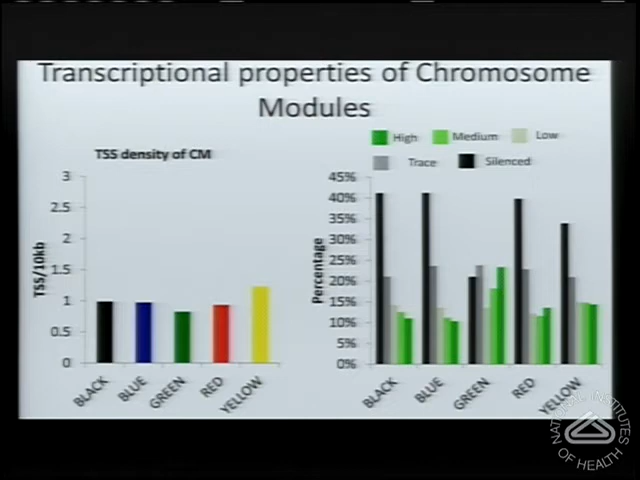 Transcriptional properties of Chromosome
Modules
TSS density of CM
TSS/10kb
3
2.5
2
1.5
1
0.5
0
BLACK
BLUE
GREEN
RED
YELLOW
High
Medium
Low
Trace
Silenced
Percentage
45%
40%
35%
30%
25%
20%
15%
10%
5%
0%
BLACK
BLUE
GREEN
RED
YELLOW
NATIONAL INSTITUTES
OF HEALTH